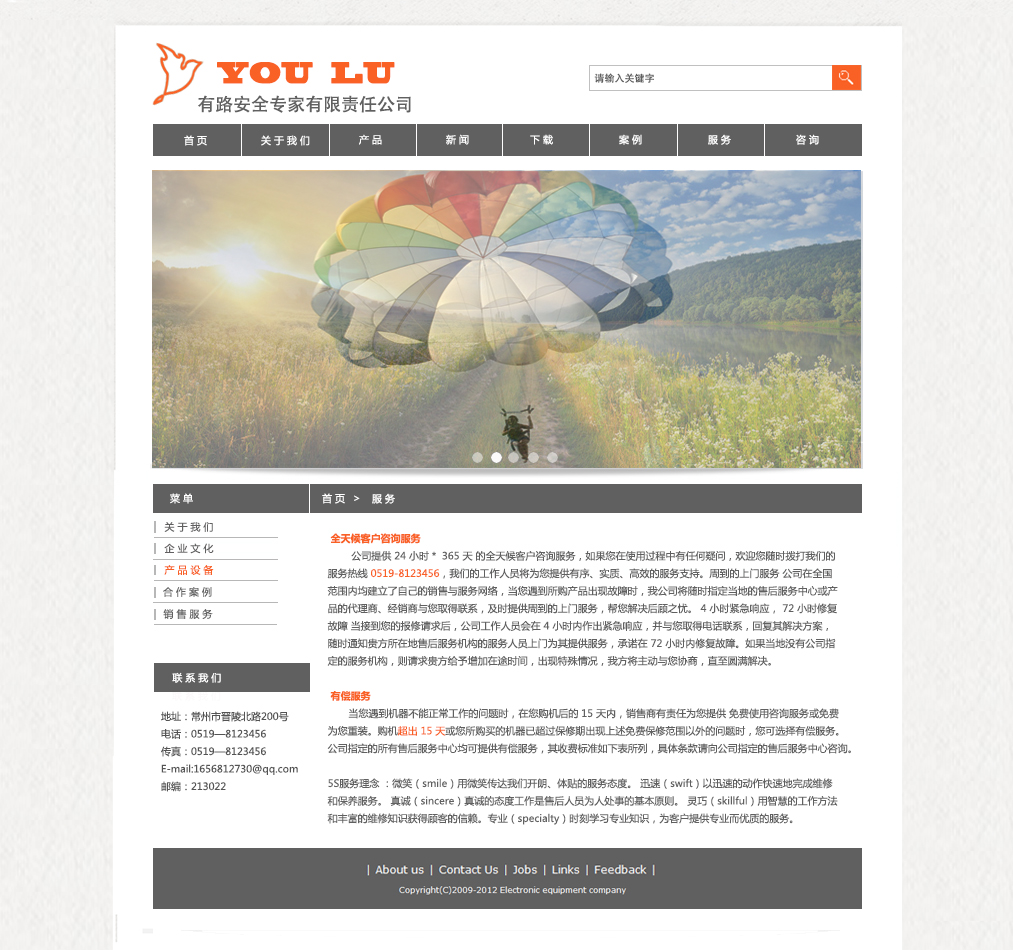 YOU LU
有路安全专家有限责任公司
请输入关键字
首页 关于我们 产品 新闻 下载 案例 服务 咨询
菜单
关于我们
企业文化
产品设备
合作案例
销售服务
联系我们
地址：常州市晋陵北路200号
电话：0519—8123456
传真：0519—8123456
E-mail:1656812730@qq.com
邮编：213022
首页 > 服务
全天候客户咨询服务
公司提供 24 小时 * 365 天 的全天候客户咨询服务，如果您在使用过程中有任何疑问，欢迎您随时拨打我们的
服务热线 0519-8123456，我们的工作人员将为您提供有序、实质、高效的服务支持。周到的上门服务 公司在全国
范围内均建立了自己的销售与服务网络，当您遇到所购产品出现故障时，我公司将随时指定当地的售后服务中心或产
品的代理商、经销商与您取得联系，及时提供周到的上门服务，帮您解决后顾之忧。 4 小时紧急响应， 72 小时修复
故障 当接到您的报修请求后，公司工作人员会在 4 小时内作出紧急响应，并与您取得电话联系，回复其解决方案，
随时通知贵方所在地售后服务机构的服务人员上门为其提供服务，承诺在 72 小时内修复故障。如果当地没有公司指
定的服务机构，则请求贵方给予增加在途时间，出现特殊情况，我方将主动与您协商，直至圆满解决。
有偿服务
当您遇到机器不能正常工作的问题时，在您购机后的 15 天内，销售商有责任为您提供 免费使用咨询服务或免费
为您重装。购机超出 15 天或您所购买的机器已超过保修期出现上述免费保修范围以外的问题时，您可选择有偿服务。
公司指定的所有售后服务中心均可提供有偿服务，其收费标准如下表所列，具体条款请向公司指定的售后服务中心咨询。
5S服务理念 ：微笑（smile）用微笑传达我们开朗、体贴的服务态度。 迅速（swift）以迅速的动作快速地完成维修
和保养服务。 真诚（sincere）真诚的态度工作是售后人员为人处事的基本原则。 灵巧（skillful）用智慧的工作方法
和丰富的维修知识获得顾客的信赖。专业（specialty）时刻学习专业知识，为客户提供专业而优质的服务。
| About us | Contact Us | Jobs | Links | Feedback |
Copyright(C)2009-2012 Electronic equipment company